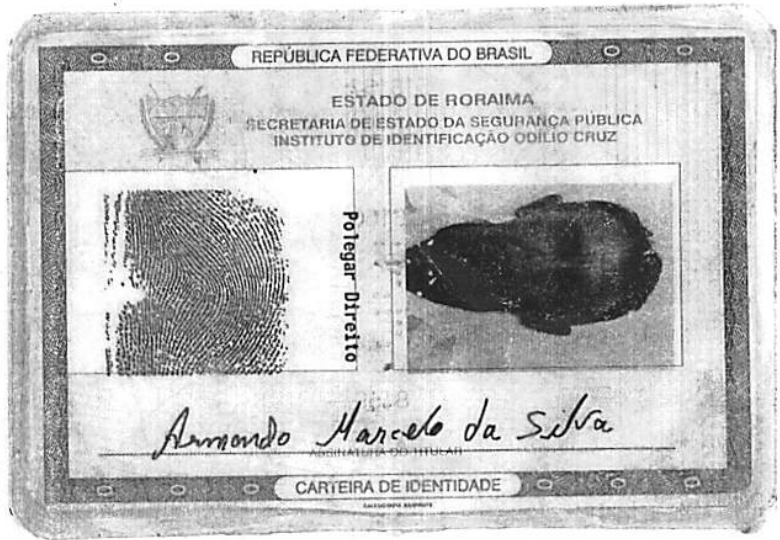 REPÚBLICA FEDERATIVA DO BRASIL
ESTADO DE RORAIMA
SECRETARIA DE ESTADO DA SEGURANÇA PÚBLICA
INSTITUTO DE IDENTIFICAÇÃO ODÍLIO CRUZ
Polegar Direito
Armando Marcelo da Silva
ASSINATURA DO TITULAR
CARTEIRA DE IDENTIDADE